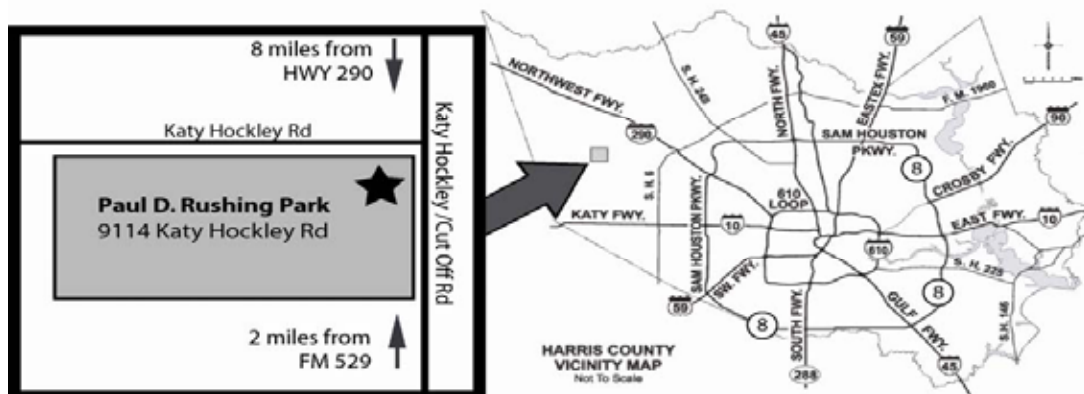 8 miles from
HWY 290
Katy Hockley Rd
Paul D. Rushing Park
9114 Katy Hockley Rd
2 miles from
FM 529
Katy Hockley /Cut Off Rd
NORTHWEST FWY.
290
S. H. 249
45
NORTH FWY.
EASTEX FWY.
59
F. M. 1960
90
SAM HOUSTON
PKWY.
8
CROSBY FWY.
S. H. 6
SAM HOUSTON PKWY.
610
LOOP
KATY FWY.
10
EAST FWY.
10
610
S. H. 225
SW. FWY.
59
8
SOUTH FWY.
288
GULF FWY.
8
S.H. 146
45
HARRIS COUNTY
VICINITY MAP
Not To Scale